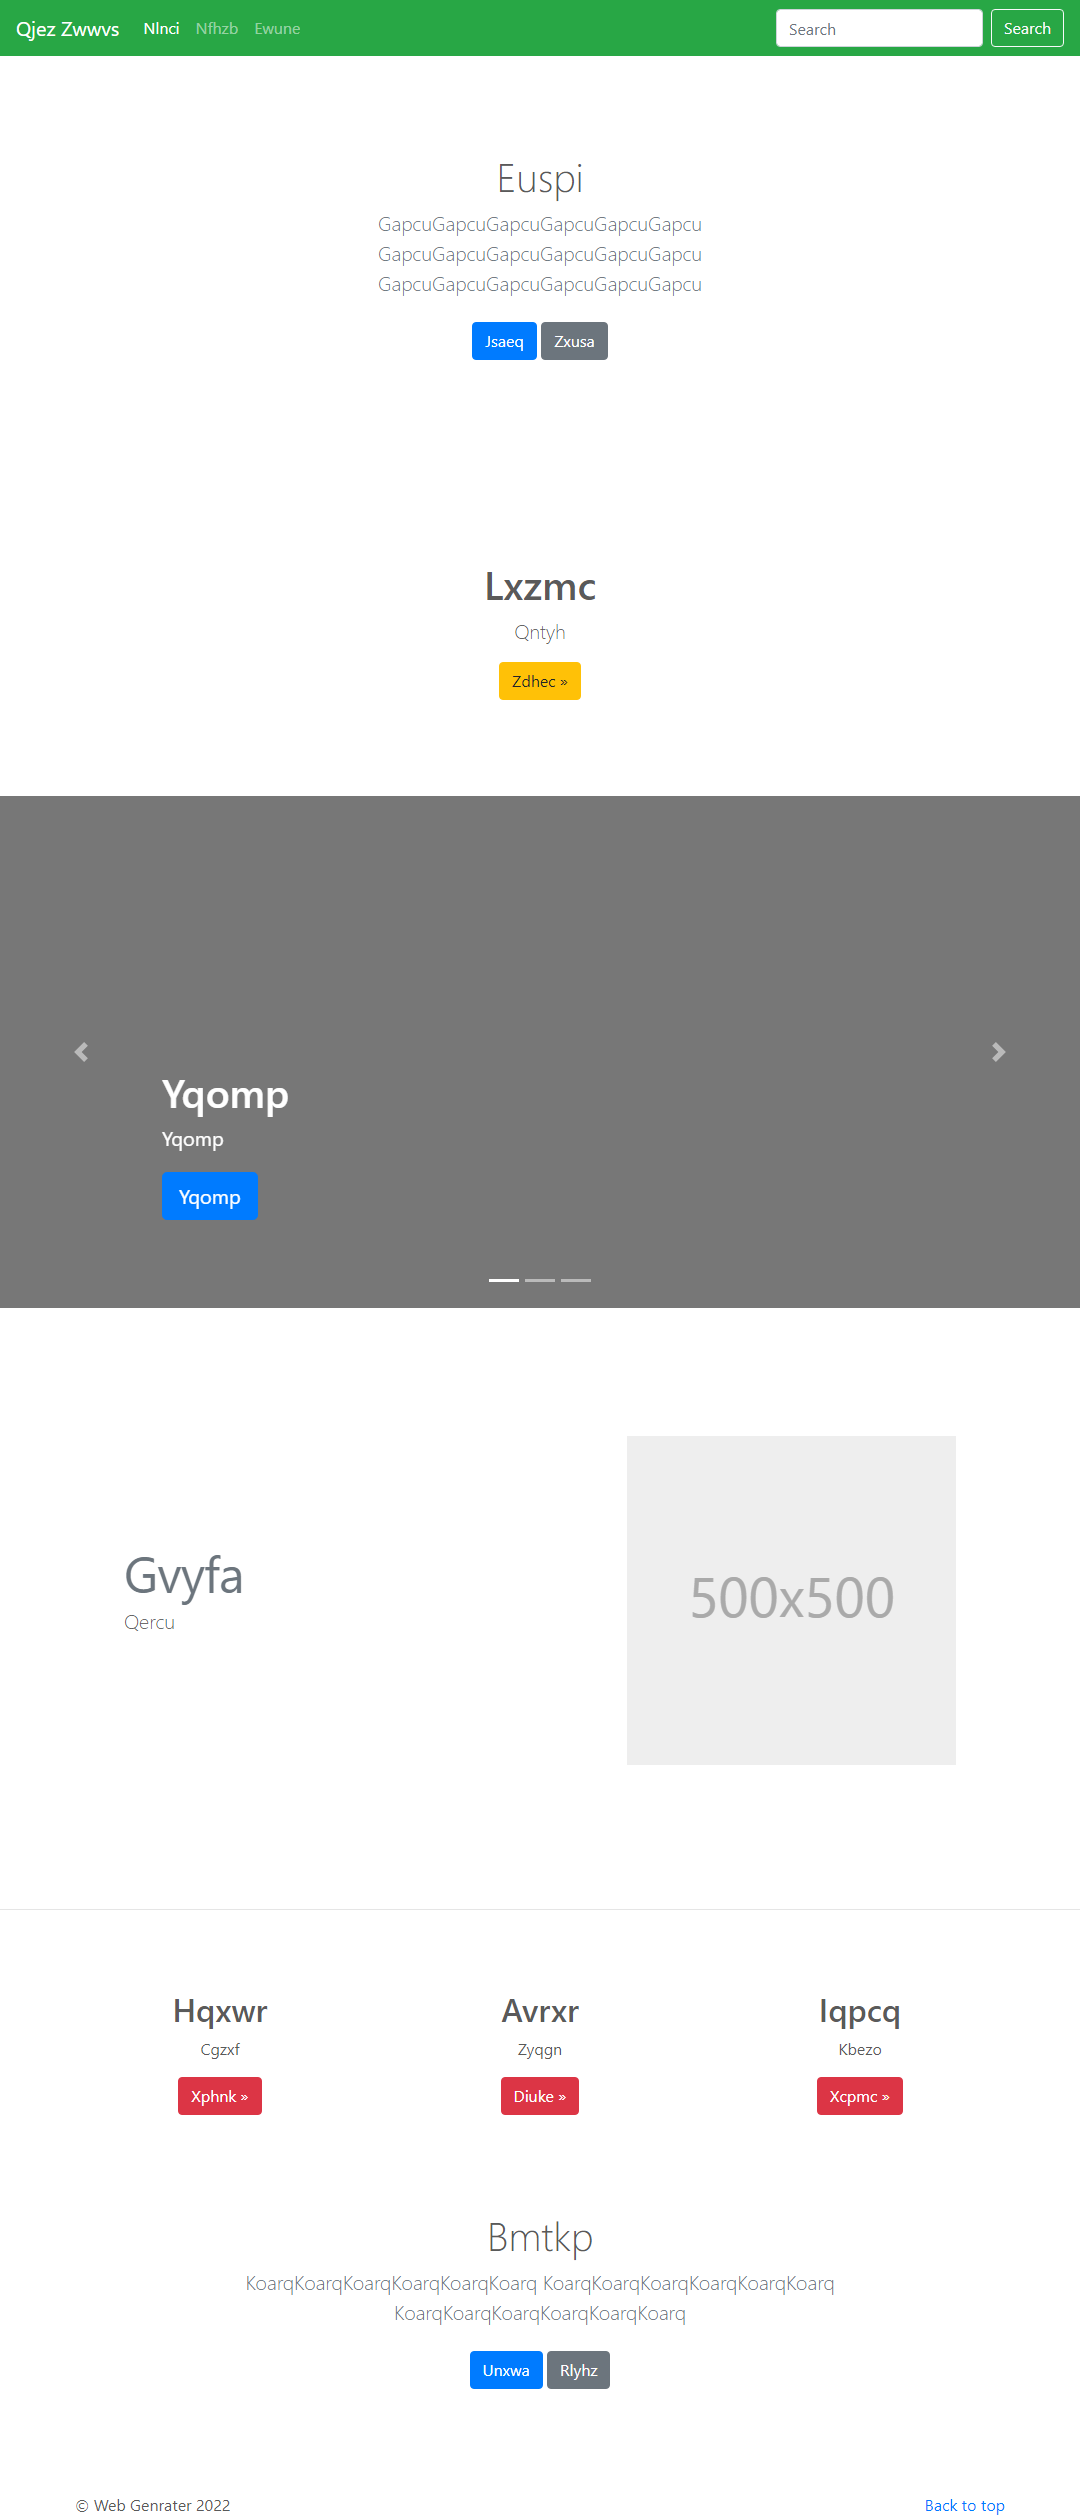 Qjez Zwwvs Nlnci Nfhzb Ewune Search Search
Euspi
GapcuGapcuGapcuGapcuGapcuGapcu
GapcuGapcuGapcuGapcuGapcuGapcu
GapcuGapcuGapcuGapcuGapcuGapcu
Jsaeq Zxusa
Lxzmc
Qntyh
Zdhec »
Yqomp
Yqomp
Yqomp
Gvyfa
Qercu
500x500
Hqxwr Avrxr Iqpcq
Cgzxf Zyqgn Kbezo
Xphnk » Diuke » Xcpmc »
Bmtkp
KoarqKoarqKoarqKoarqKoarqKoarq KoarqKoarqKoarqKoarqKoarqKoarq
KoarqKoarqKoarqKoarqKoarqKoarq
Unxwa Rlyhz
© Web Genrater 2022 Back to top